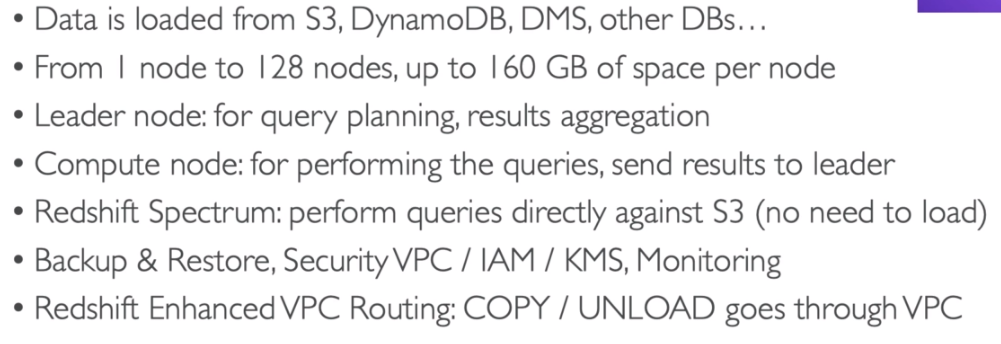 • Data is loaded from S3, DynamoDB, DMS, other DBs…
• From 1 node to 128 nodes, up to 160 GB of space per node
• Leader node: for query planning, results aggregation
• Compute node: for performing the queries, send results to leader
• Redshift Spectrum: perform queries directly against S3 (no need to load)
• Backup & Restore, Security VPC / IAM / KMS, Monitoring
• Redshift Enhanced VPC Routing: COPY / UNLOAD goes through VPC